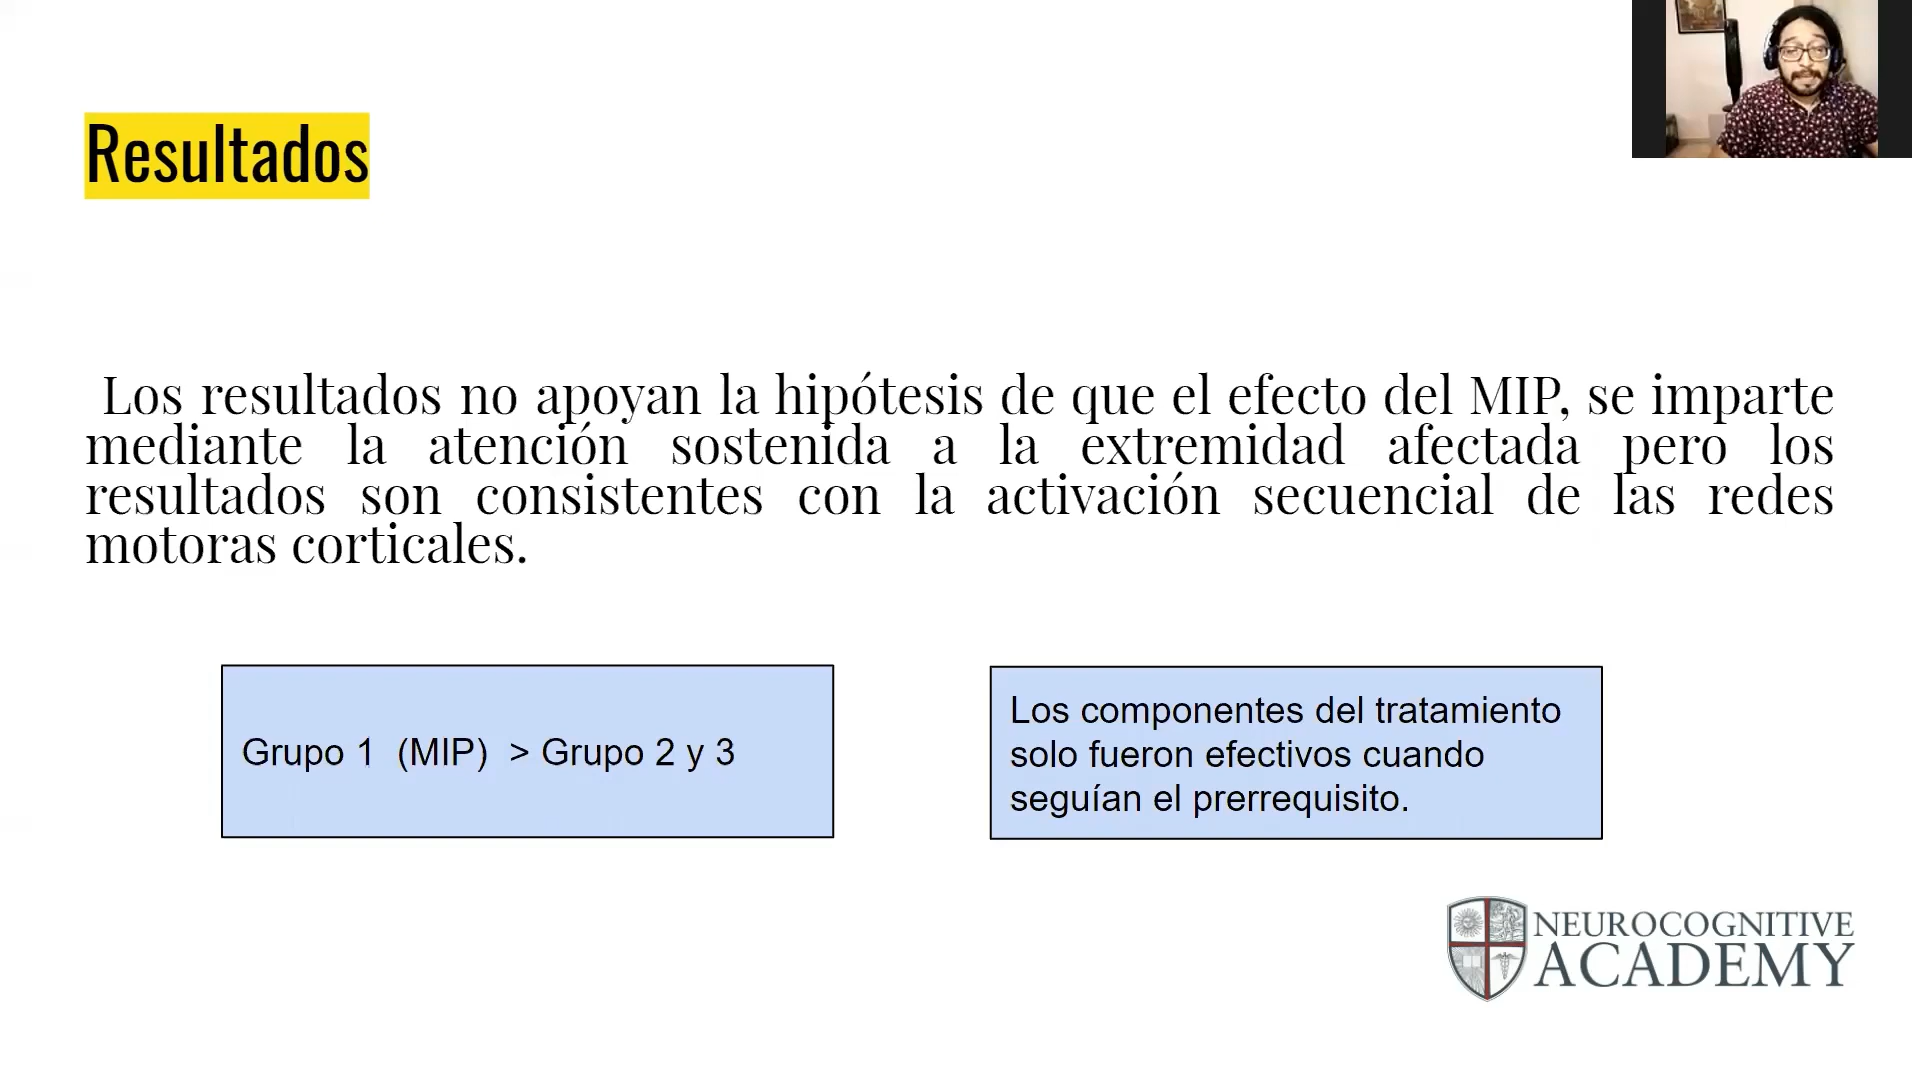 Resultados
Los resultados no apoyan la hipótesis de que el efecto del MIP, se imparte
mediante la atención sostenida a la extremidad afectada pero los
resultados son consistentes con la activación secuencial de las redes
motoras corticales.
Grupo 1 (MIP) > Grupo 2 y 3
Los componentes del tratamiento
solo fueron efectivos cuando
seguían el prerrequisito.
NEUROCOGNITIVE
ACADEMY